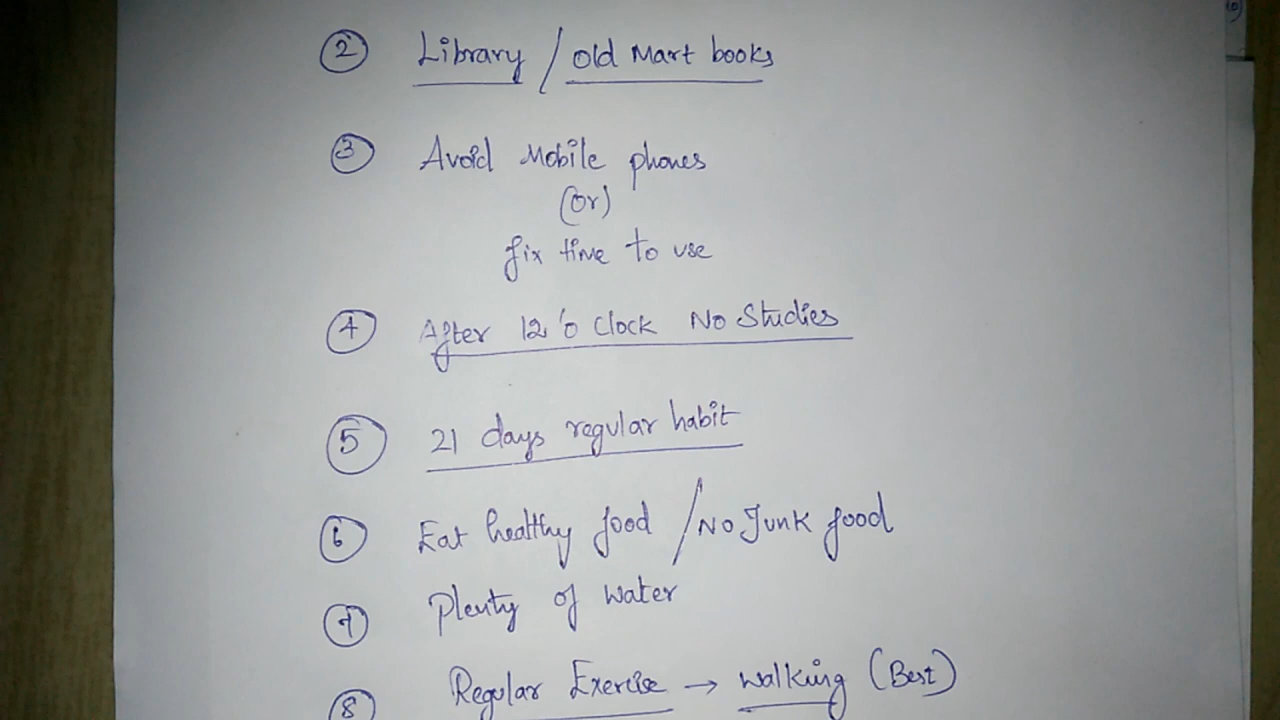 ② Library / Old Mart books
③ Avoid Mobile phones
(or)
fix time to use
④ After 12 'o Clock No Studies
⑤ 21 days regular habit
⑥ Eat healthy food / No Junk food
⑦ Plenty of water
⑧ Regular Exercise → Walking (Best)